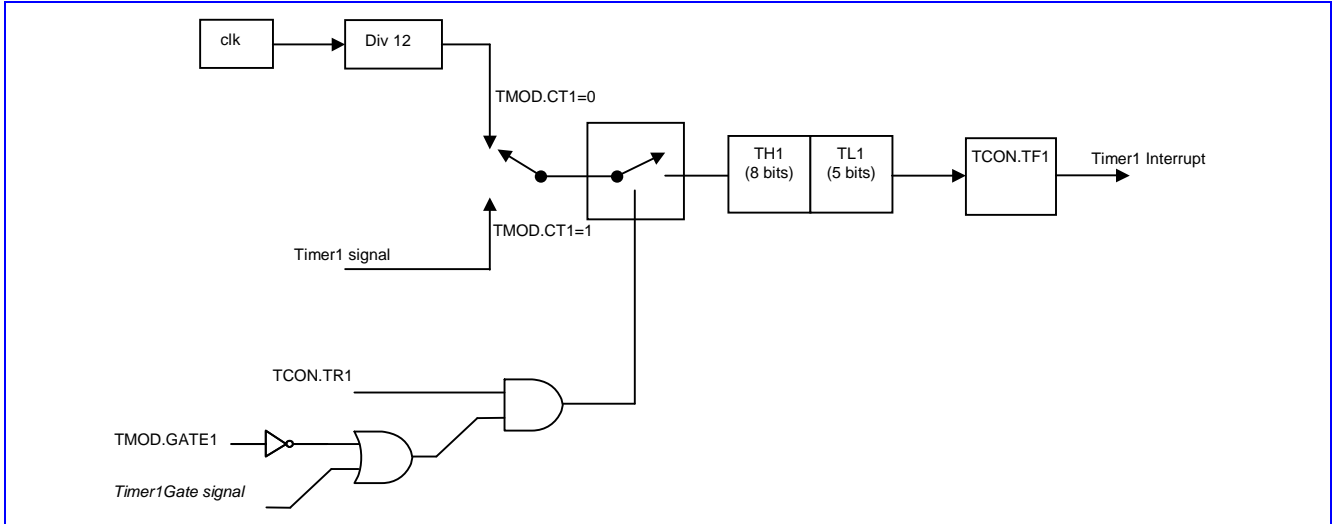 clk
Div 12
TMOD.CT1=0
TH1
(8 bits)
TL1
(5 bits)
TCON.TF1
Timer1 Interrupt
TMOD.CT1=1
Timer1 signal
TCON.TR1
TMOD.GATE1
Timer1Gate signal